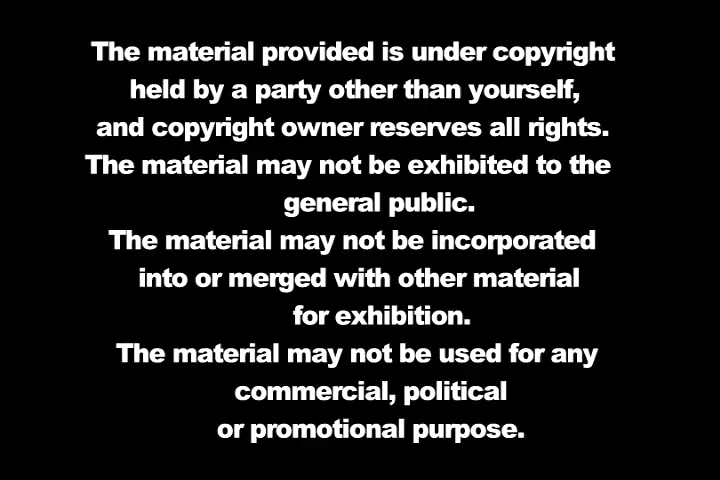 The material provided is under copyright
held by a party other than yourself,
and copyright owner reserves all rights.
The material may not be exhibited to the
general public.
The material may not be incorporated
into or merged with other material
for exhibition.
The material may not be used for any
commercial, political
or promotional purpose.